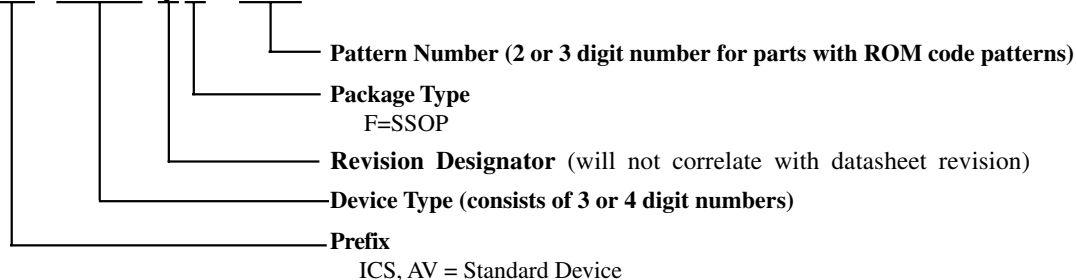 Pattern Number (2 or 3 digit number for parts with ROM code patterns)
Package Type
F=SSOP
Revision Designator (will not correlate with datasheet revision)
Device Type (consists of 3 or 4 digit numbers)
Prefix
ICS, AV = Standard Device